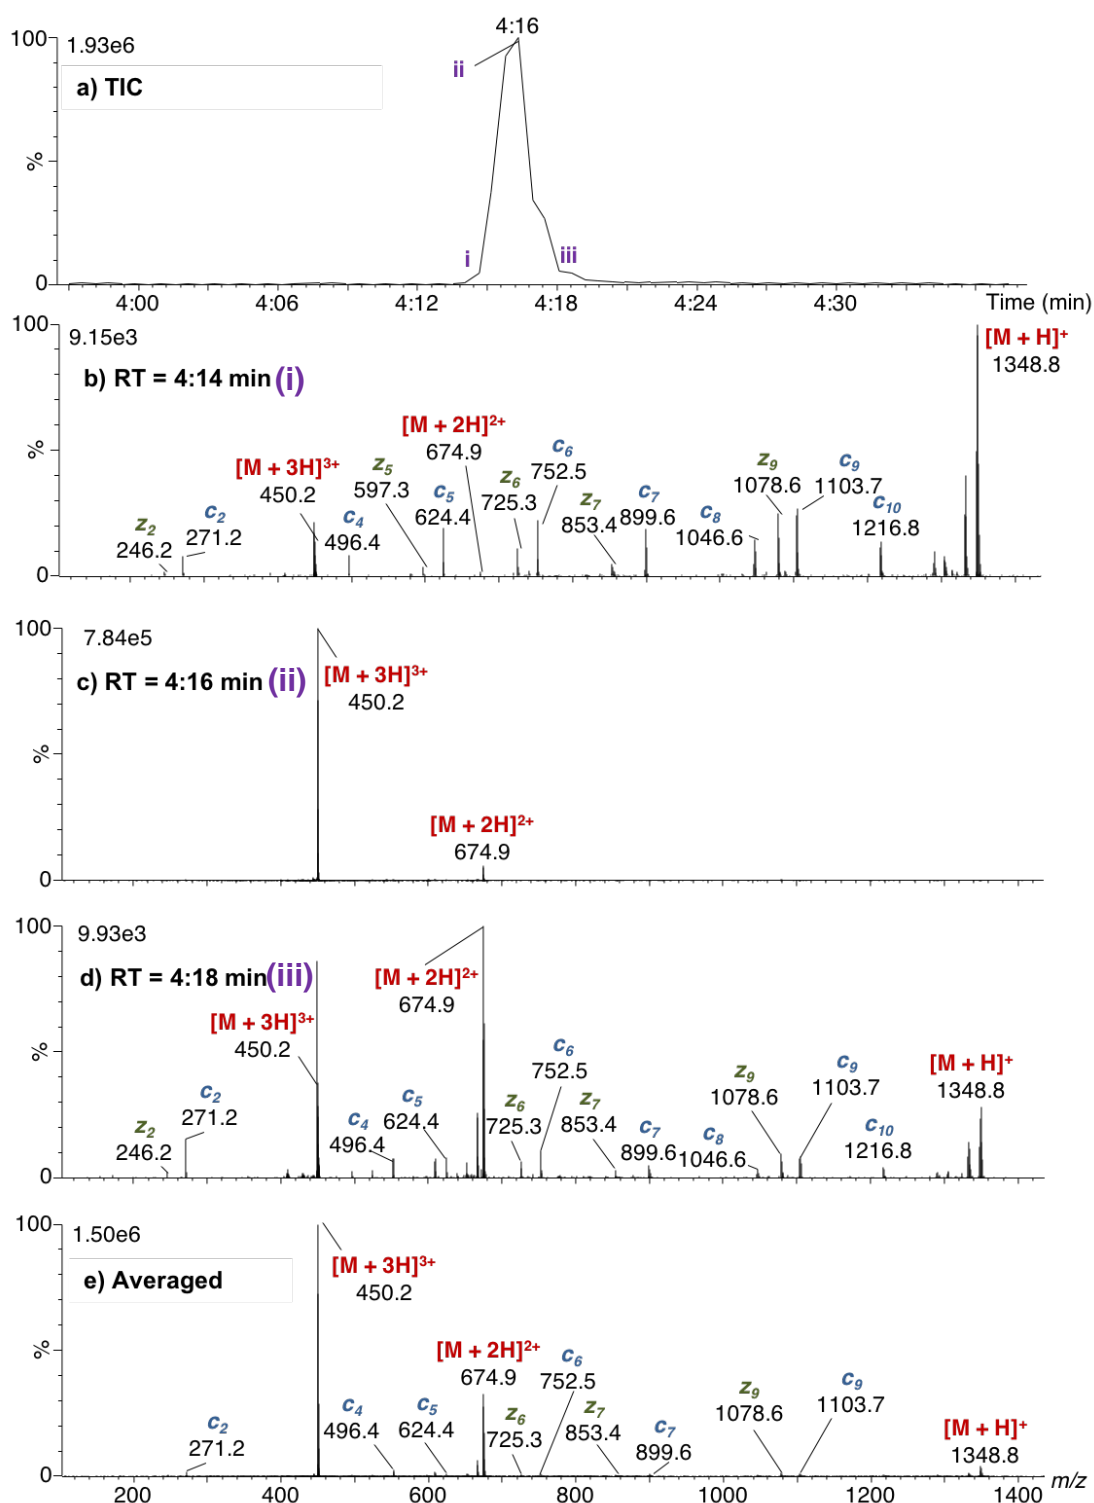 4:16
100
1.93e6
ii
a) TIC
%
i
iii
0
4:00
4:06
4:12
4:18
4:24
4:30
Time (min)
100
9.15e3
[M + H]+
1348.8
b) RT = 4:14 min (i)
[M + 2H]2+
674.9
%
[M + 3H]3+
450.2
z5
597.3
c6
752.5
z6
725.3
z9
1078.6
c9
1103.7
z2
246.2
c2
271.2
c4
496.4
c5
624.4
z7
853.4
c7
899.6
c8
1046.6
c10
1216.8
0
100
7.84e5
c) RT = 4:16 min (ii)
[M + 3H]3+
450.2
%
[M + 2H]2+
674.9
0
100
9.93e3
d) RT = 4:18 min (iii)
[M + 2H]2+
674.9
[M + 3H]3+
450.2
%
c6
752.5
z9
1078.6
c9
1103.7
[M + H]+
1348.8
z2
246.2
c2
271.2
c4
496.4
c5
624.4
z6
725.3
z7
853.4
c7
899.6
c8
1046.6
c10
1216.8
0
100
1.50e6
e) Averaged
[M + 3H]3+
450.2
%
[M + 2H]2+
674.9
c6
752.5
c2
271.2
c4
496.4
c5
624.4
z6
725.3
z7
853.4
c7
899.6
z9
1078.6
c9
1103.7
[M + H]+
1348.8
0
200
400
600
800
1000
1200
1400
m/z